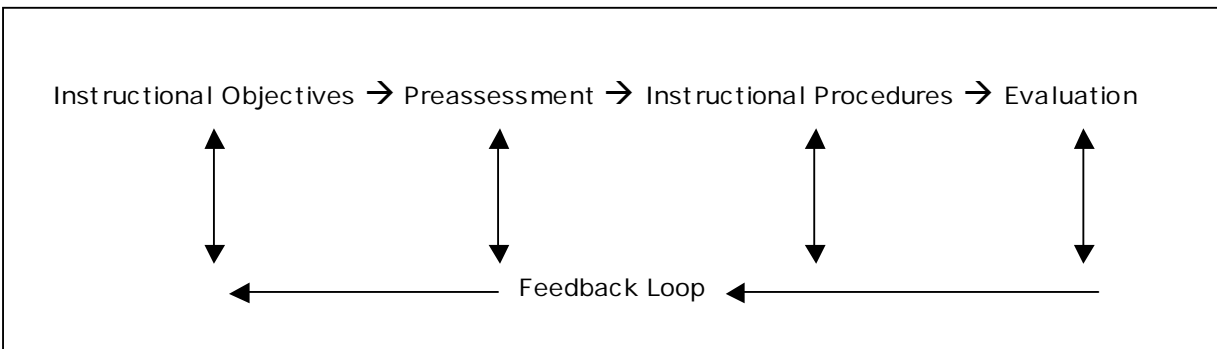 Instructional Objectives → Preassessment → Instructional Procedures → Evaluation
Feedback Loop